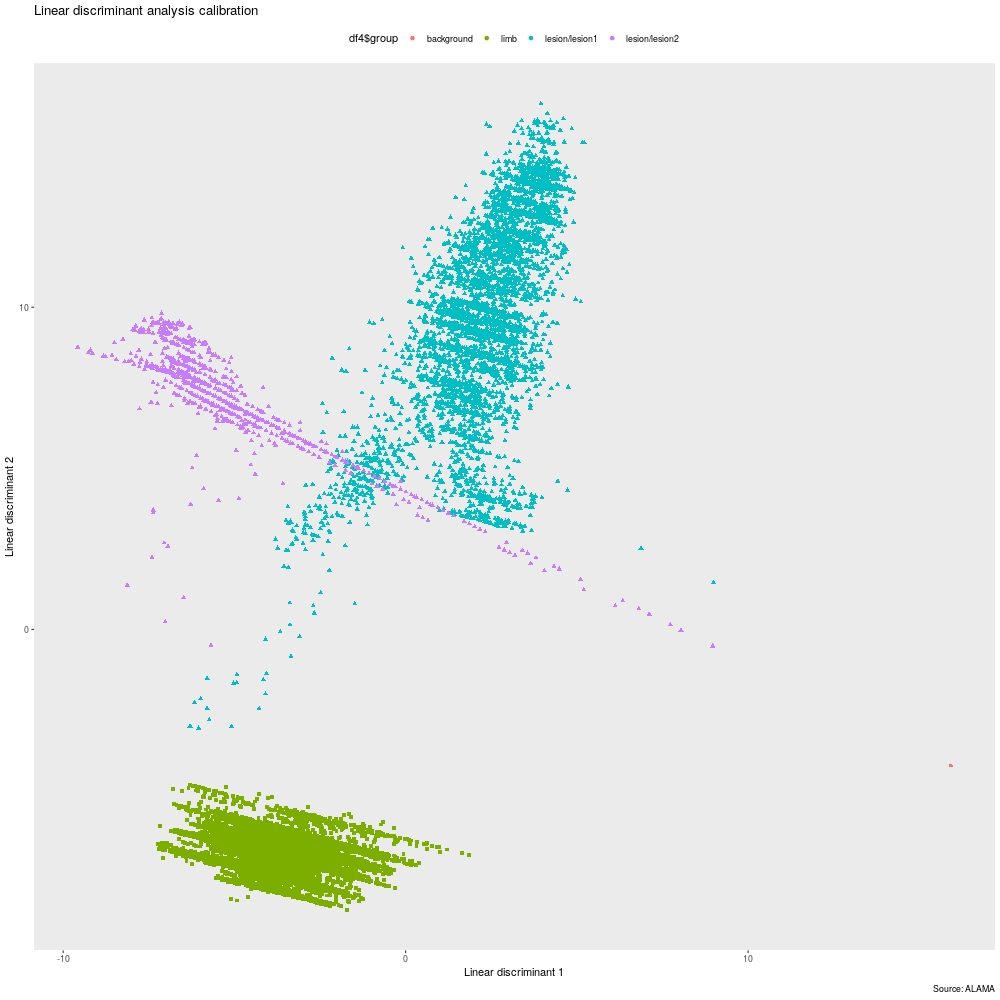 Linear discriminant analysis calibration
df4$group background limb lesion/lesion1 lesion/lesion2
10
0
Linear discriminant 2
-10 0 10
Linear discriminant 1
Source: ALAMA